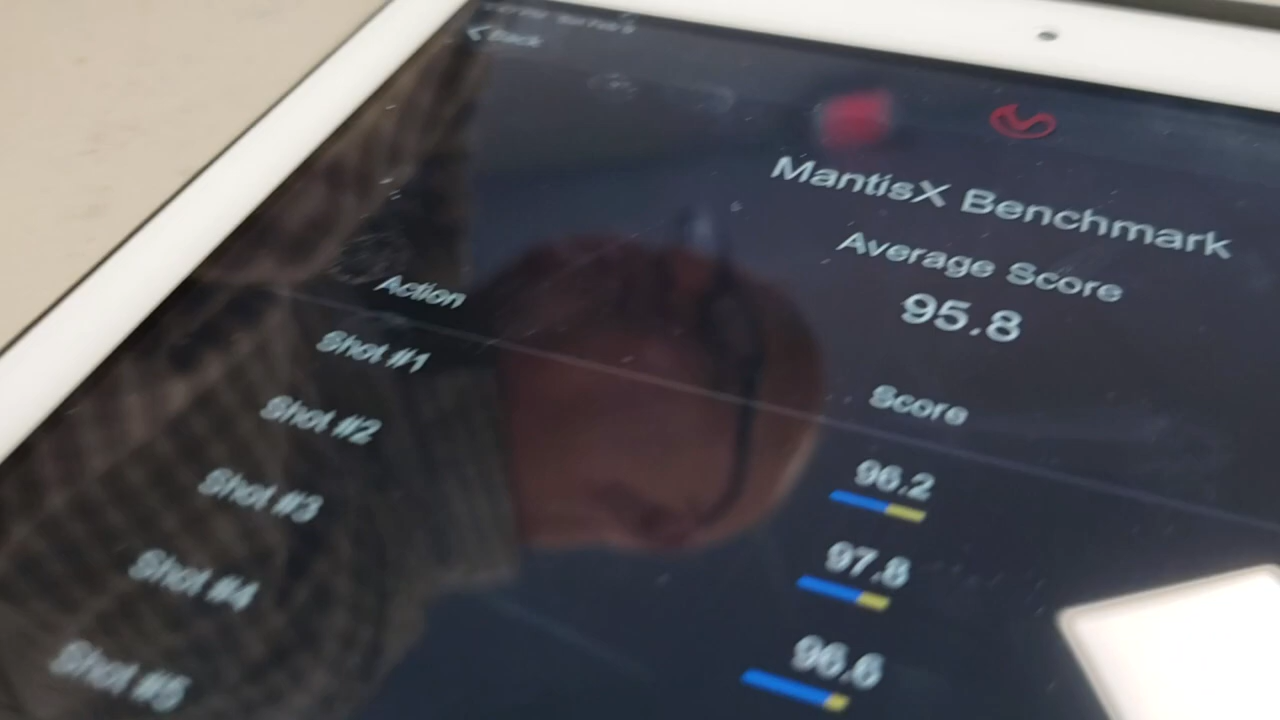 Back
MantisX Benchmark
Average Score
95.8
Action Score
Shot #1 96.2
Shot #2 97.8
Shot #3 96.6
Shot #4
Shot #5